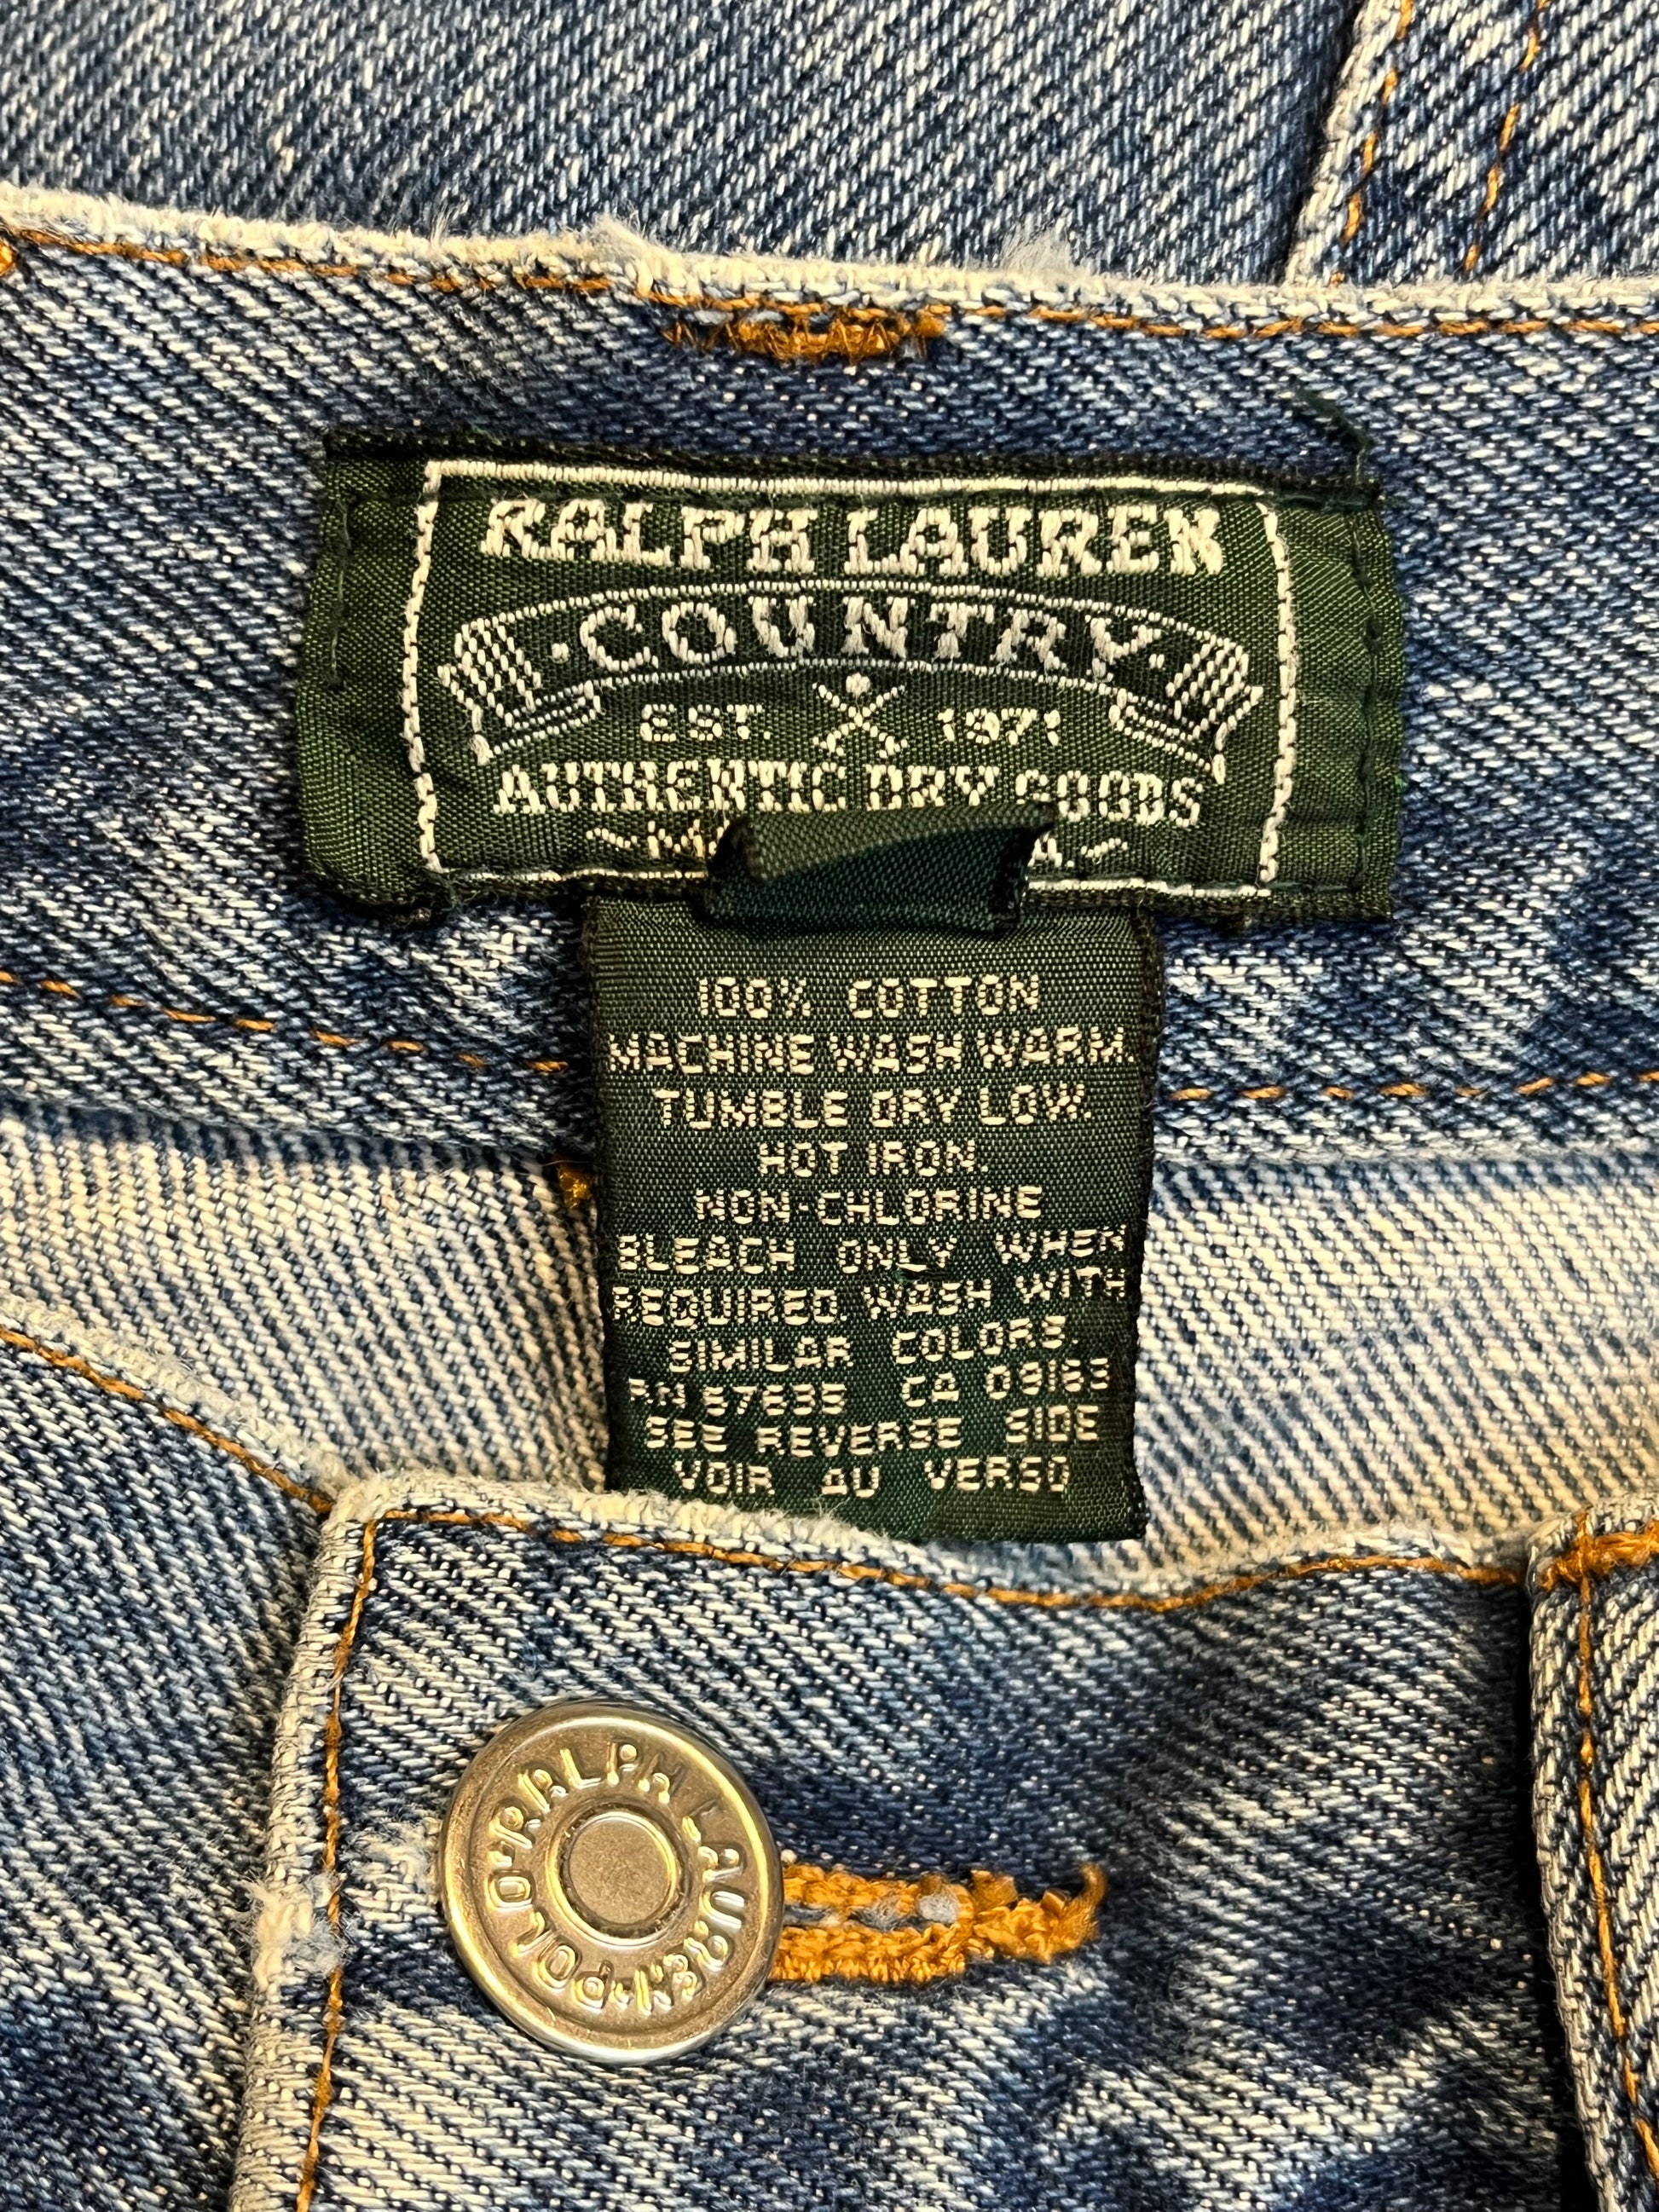 RALPH LAUREN
·COUNTRY·
EST. 1971
AUTHENTIC DRY GOODS
100% COTTON
MACHINE WASH WARM.
TUMBLE DRY LOW.
HOT IRON.
NON-CHLORINE
BLEACH ONLY WHEN
REQUIRED. WASH WITH
SIMILAR COLORS.
RN 67635 CA 09163
SEE REVERSE SIDE
VOIR AU VERSO
·RALPH LAUREN·POLO